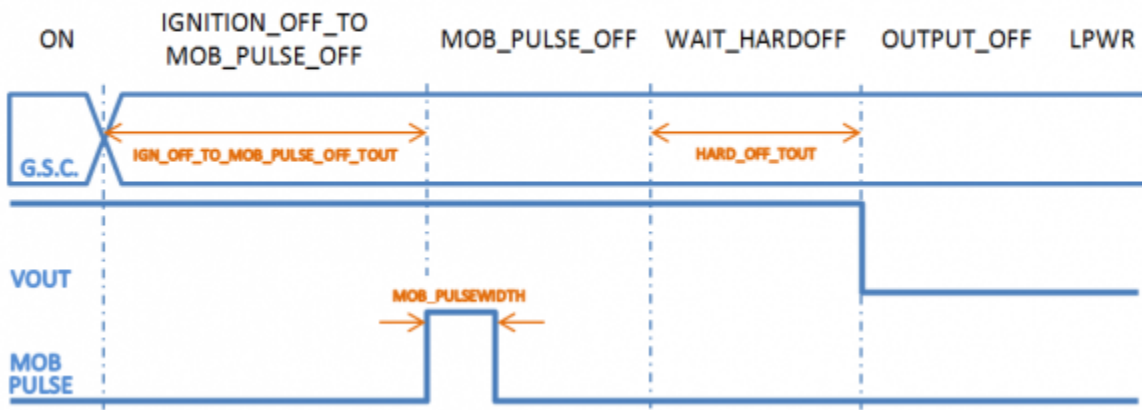 ON
IGNITION_OFF_TO
MOB_PULSE_OFF
MOB_PULSE_OFF
WAIT_HARDOFF
OUTPUT_OFF
LPWR
IGN_OFF_TO_MOB_PULSE_OFF_TOUT
HARD_OFF_TOUT
G.S.C.
VOUT
MOB_PULSEWIDTH
MOB
PULSE